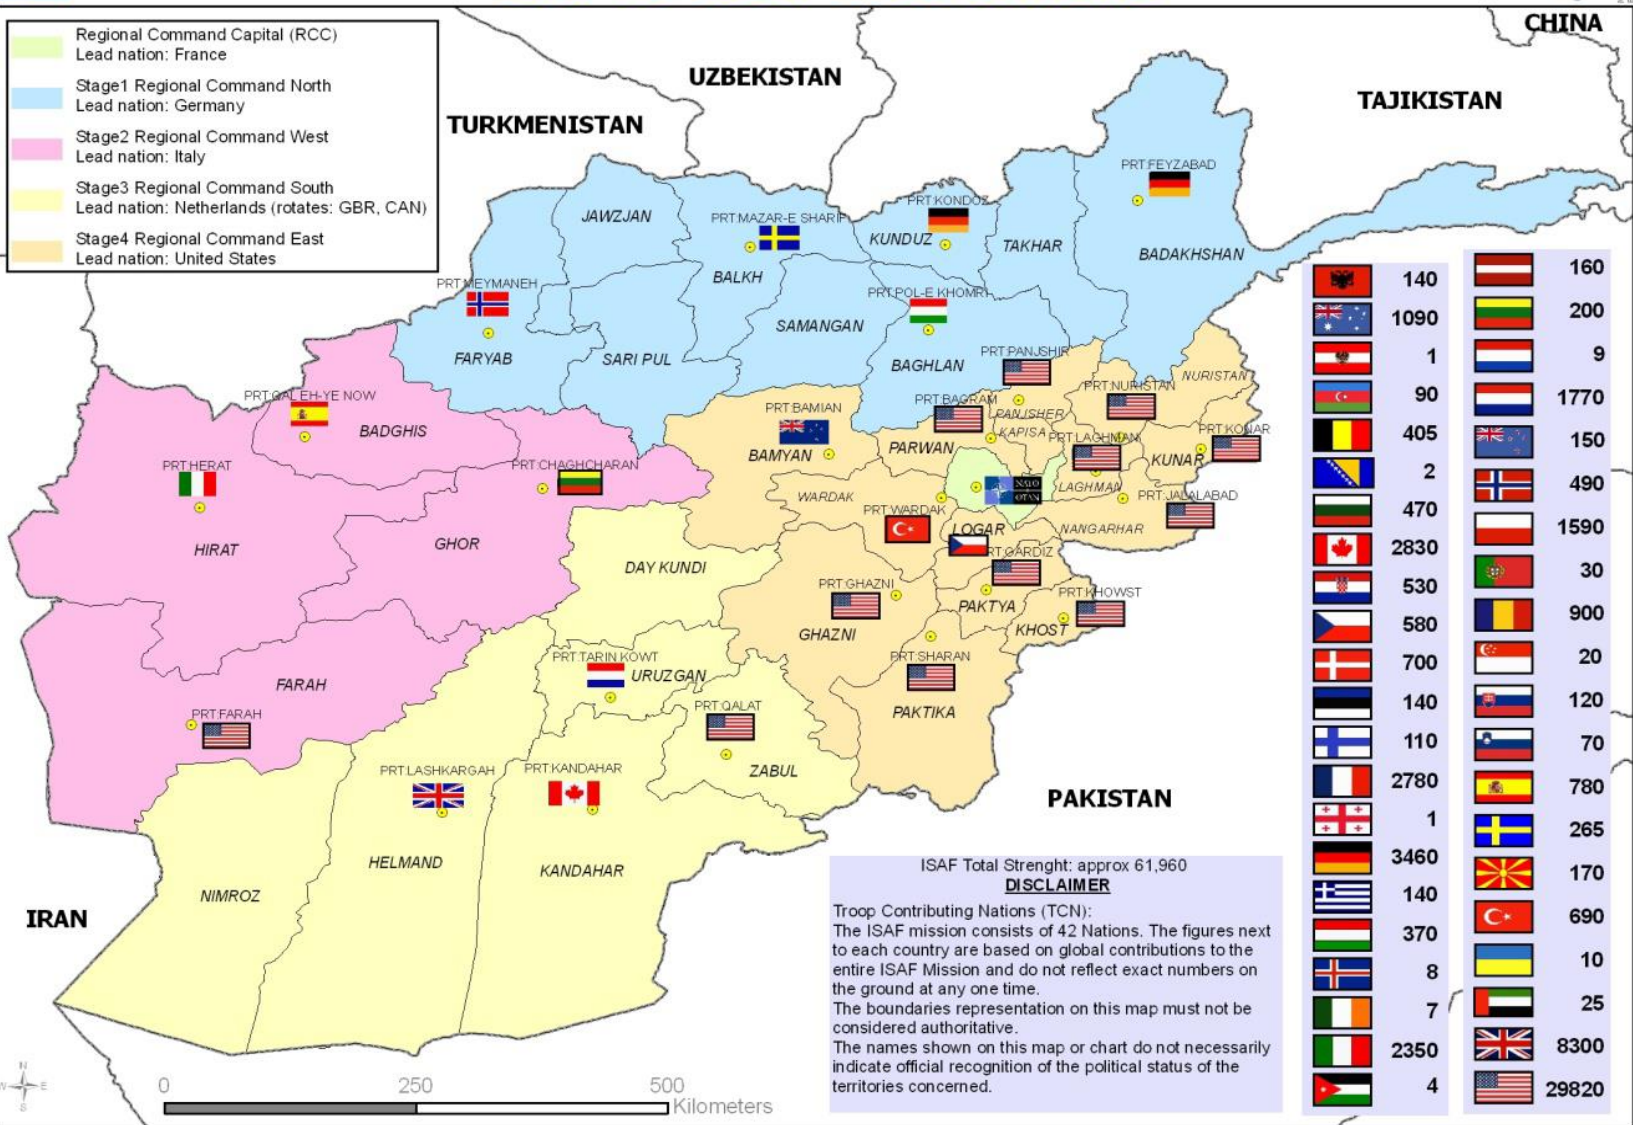 Regional Command Capital (RCC)
Lead nation: France
Stage1 Regional Command North
Lead nation: Germany
Stage2 Regional Command West
Lead nation: Italy
Stage3 Regional Command South
Lead nation: Netherlands (rotates: GBR, CAN)
Stage4 Regional Command East
Lead nation: United States
CHINA
UZBEKISTAN
TAJIKISTAN
TURKMENISTAN
PRT:FEYZABAD
JAWZJAN
PRT:MAZAR-E SHARIF
PRT:KONDOZ
KUNDUZ
TAKHAR
BADAKHSHAN
BALKH
PRT:MEYMANEH
PRT:POL-E KHOMRI
SAMANGAN
FARYAB
SARI PUL
BAGHLAN
PRT:PANJSHIR
NURISTAN
PRT:NURISTAN
PRT:QAL EH-YE NOW
BADGHIS
PRT:BAMIAN
PRT:BAGRAM
PANJSHER
KAPISA
PRT:LAGHMAN
PRT:KONAR
PARWAN
BAMYAN
KUNAR
PRT:HERAT
PRT:CHAGHCHARAN
WARDAK
NATO
OTAN
LAGHMAN
PRT:JALALABAD
PRT:WARDAK
LOGAR
NANGARHAR
HIRAT
GHOR
PRT:GARDIZ
DAY KUNDI
PRT:GHAZNI
PRT:KHOWST
PAKTYA
GHAZNI
KHOST
PRT:TARIN KOWT
URUZGAN
PRT:SHARAN
FARAH
PRT:QALAT
PAKTIKA
PRT:FARAH
PRT:LASHKARGAH
PRT:KANDAHAR
ZABUL
PAKISTAN
HELMAND
KANDAHAR
NIMROZ
IRAN
ISAF Total Strenght: approx 61,960
DISCLAIMER
Troop Contributing Nations (TCN):
The ISAF mission consists of 42 Nations. The figures next
to each country are based on global contributions to the
entire ISAF Mission and do not reflect exact numbers on
the ground at any one time.
The boundaries representation on this map must not be
considered authoritative.
The names shown on this map or chart do not necessarily
indicate official recognition of the political status of the
territories concerned.
140
1090
1
90
405
2
470
2830
530
580
700
140
110
2780
1
3460
140
370
8
7
2350
4
160
200
9
1770
150
490
1590
30
900
20
120
70
780
265
170
690
10
25
8300
29820
N
W
E
S
0
250
500
Kilometers